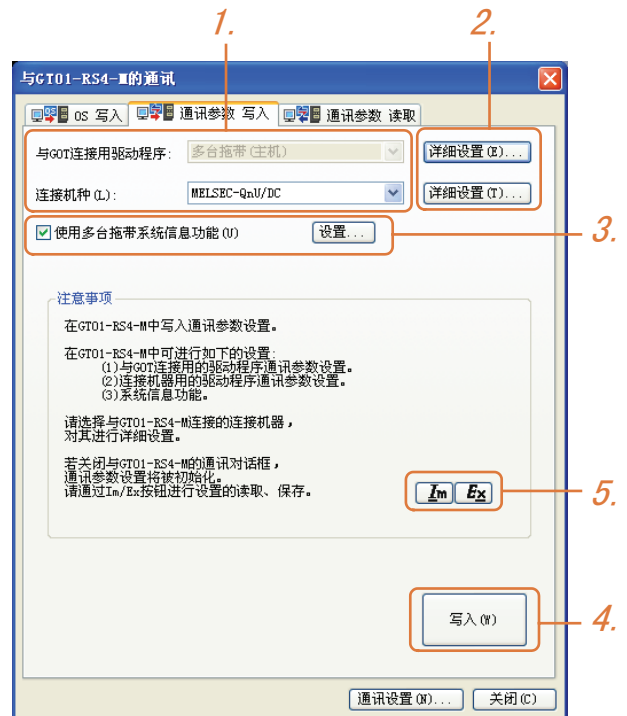 1.
2.
与GT01-RS4-M的通讯
OS 写入 通讯参数 写入 通讯参数 读取
与GOT连接用驱动程序: 多台拖带(主机) 详细设置(E)...
连接机种(L): MELSEC-QnU/DC 详细设置(T)...
使用多台拖带系统信息功能(U) 设置...
3.
注意事项
在GT01-RS4-M中写入通讯参数设置。
在GT01-RS4-M中可进行如下的设置:
(1)与GOT连接用的驱动程序通讯参数设置。
(2)连接机器用的驱动程序通讯参数设置。
(3)系统信息功能。
请选择与GT01-RS4-M连接的连接机器,
对其进行详细设置。
若关闭与GT01-RS4-M的通讯对话框,
通讯参数设置将被初始化。
请通过Im/Ex按钮进行设置的读取、保存。
Im Ex
5.
写入(W)
4.
通讯设置(N)... 关闭(C)